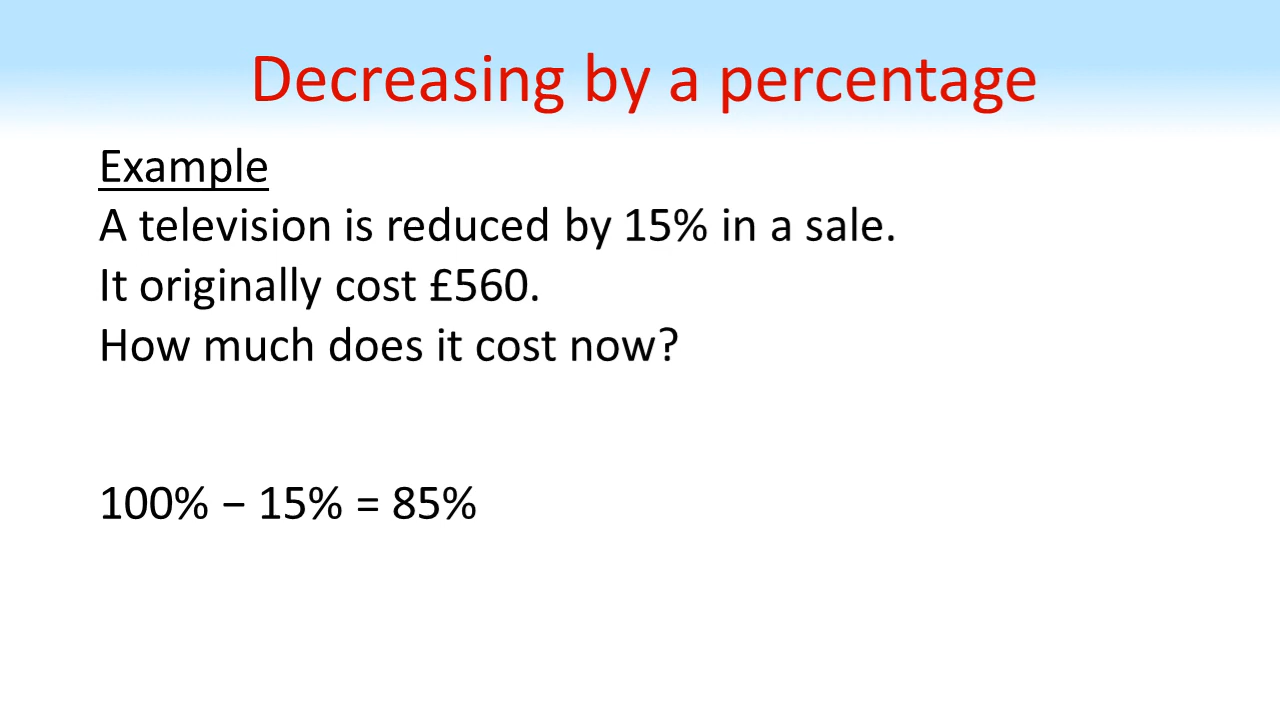 Decreasing by a percentage
Example
A television is reduced by 15% in a sale.
It originally cost £560.
How much does it cost now?
100% − 15% = 85%